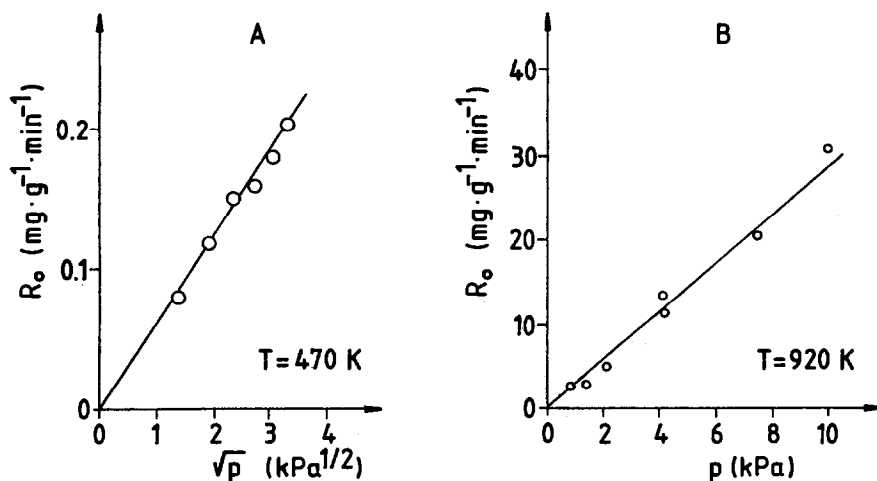 A
R₀ (mg·g⁻¹·min⁻¹)
0.2
0.1
0
T=470 K
0 1 2 3 4
√p (kPa^1/2)
B
R₀ (mg·g⁻¹·min⁻¹)
40
30
20
10
0
T=920 K
0 2 4 6 8 10
p (kPa)